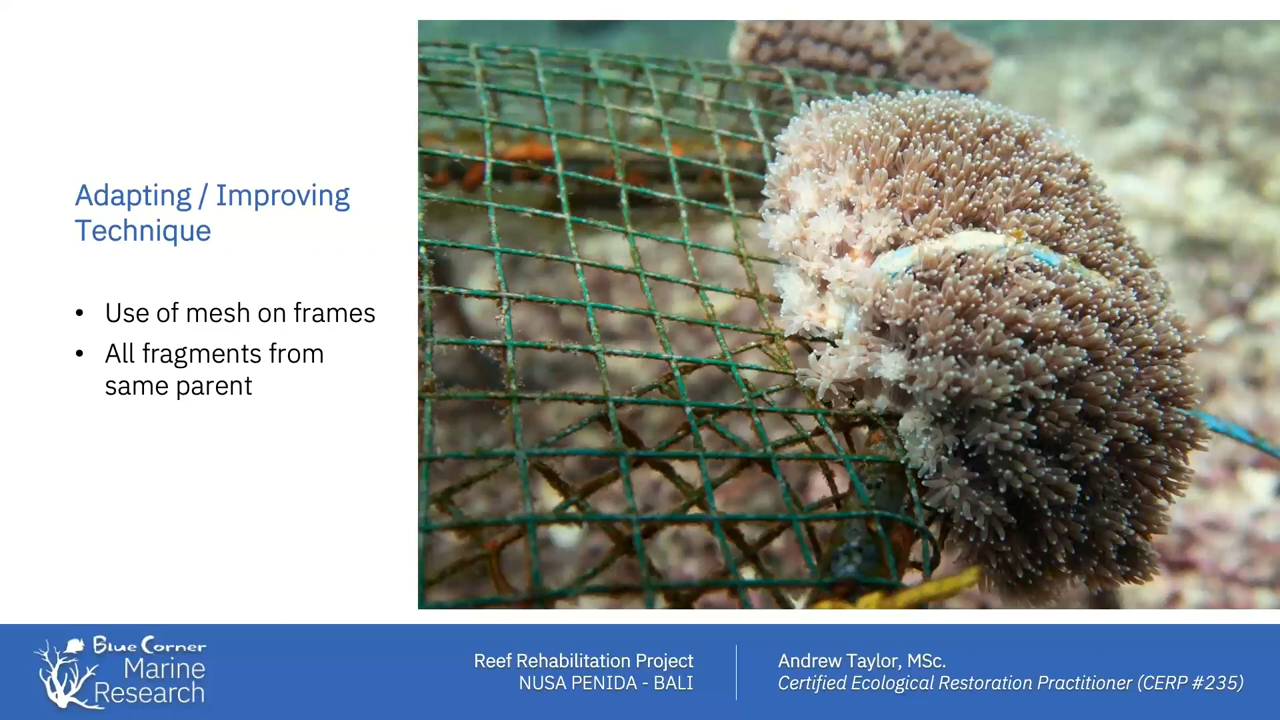 Adapting / Improving
Technique
• Use of mesh on frames
• All fragments from
same parent
Blue Corner
Marine
Research
Reef Rehabilitation Project
NUSA PENIDA - BALI
Andrew Taylor, MSc.
Certified Ecological Restoration Practitioner (CERP #235)